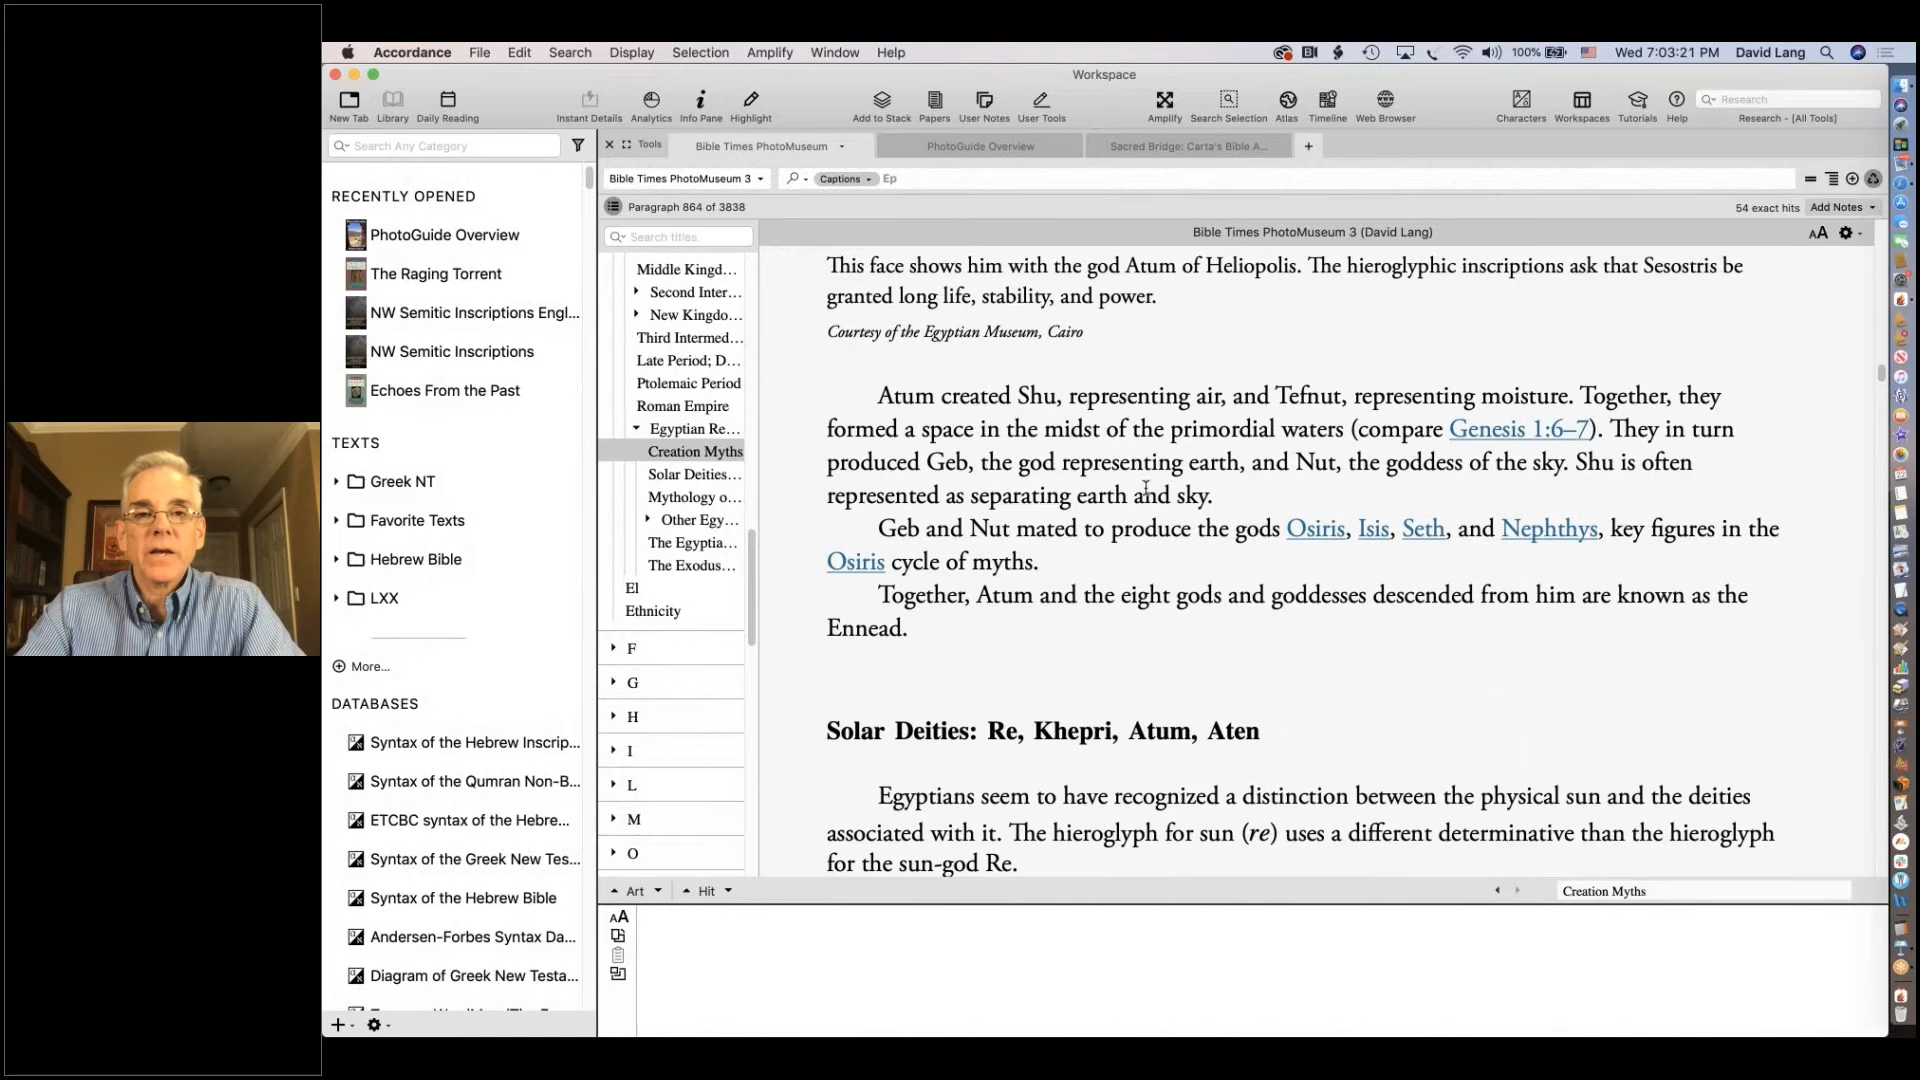 Accordance File Edit Search Display Selection Amplify Window Help
100% Wed 7:03:21 PM David Lang
Workspace
New Tab Library Daily Reading Instant Details Analytics Info Pane Highlight Add to Stack Papers User Notes User Tools Amplify Search Selection Atlas Timeline Web Browser Characters Workspaces Tutorials Help
Research
Research - [All Tools]
Search Any Category
Tools Bible Times PhotoMuseum PhotoGuide Overview Sacred Bridge: Carta's Bible A...
Bible Times PhotoMuseum 3 Captions Ep
Paragraph 864 of 3838 54 exact hits Add Notes
RECENTLY OPENED
PhotoGuide Overview
The Raging Torrent
NW Semitic Inscriptions Engl...
NW Semitic Inscriptions
Echoes From the Past
TEXTS
Greek NT
Favorite Texts
Hebrew Bible
LXX
More...
DATABASES
Syntax of the Hebrew Inscrip...
Syntax of the Qumran Non-B...
ETCBC syntax of the Hebre...
Syntax of the Greek New Tes...
Syntax of the Hebrew Bible
Andersen-Forbes Syntax Da...
Diagram of Greek New Testa...
Search titles
Middle Kingd...
Second Inter...
New Kingdo...
Third Intermed...
Late Period; D...
Ptolemaic Period
Roman Empire
Egyptian Re...
Creation Myths
Solar Deities...
Mythology o...
Other Egy...
The Egyptia...
The Exodus...
El
Ethnicity
F
G
H
I
L
M
O
Bible Times PhotoMuseum 3 (David Lang)
AA
This face shows him with the god Atum of Heliopolis. The hieroglyphic inscriptions ask that Sesostris be
granted long life, stability, and power.
Courtesy of the Egyptian Museum, Cairo
Atum created Shu, representing air, and Tefnut, representing moisture. Together, they
formed a space in the midst of the primordial waters (compare Genesis 1:6–7). They in turn
produced Geb, the god representing earth, and Nut, the goddess of the sky. Shu is often
represented as separating earth and sky.
Geb and Nut mated to produce the gods Osiris, Isis, Seth, and Nephthys, key figures in the
Osiris cycle of myths.
Together, Atum and the eight gods and goddesses descended from him are known as the
Ennead.
Solar Deities: Re, Khepri, Atum, Aten
Egyptians seem to have recognized a distinction between the physical sun and the deities
associated with it. The hieroglyph for sun (re) uses a different determinative than the hieroglyph
for the sun-god Re.
Art Hit Creation Myths
AA